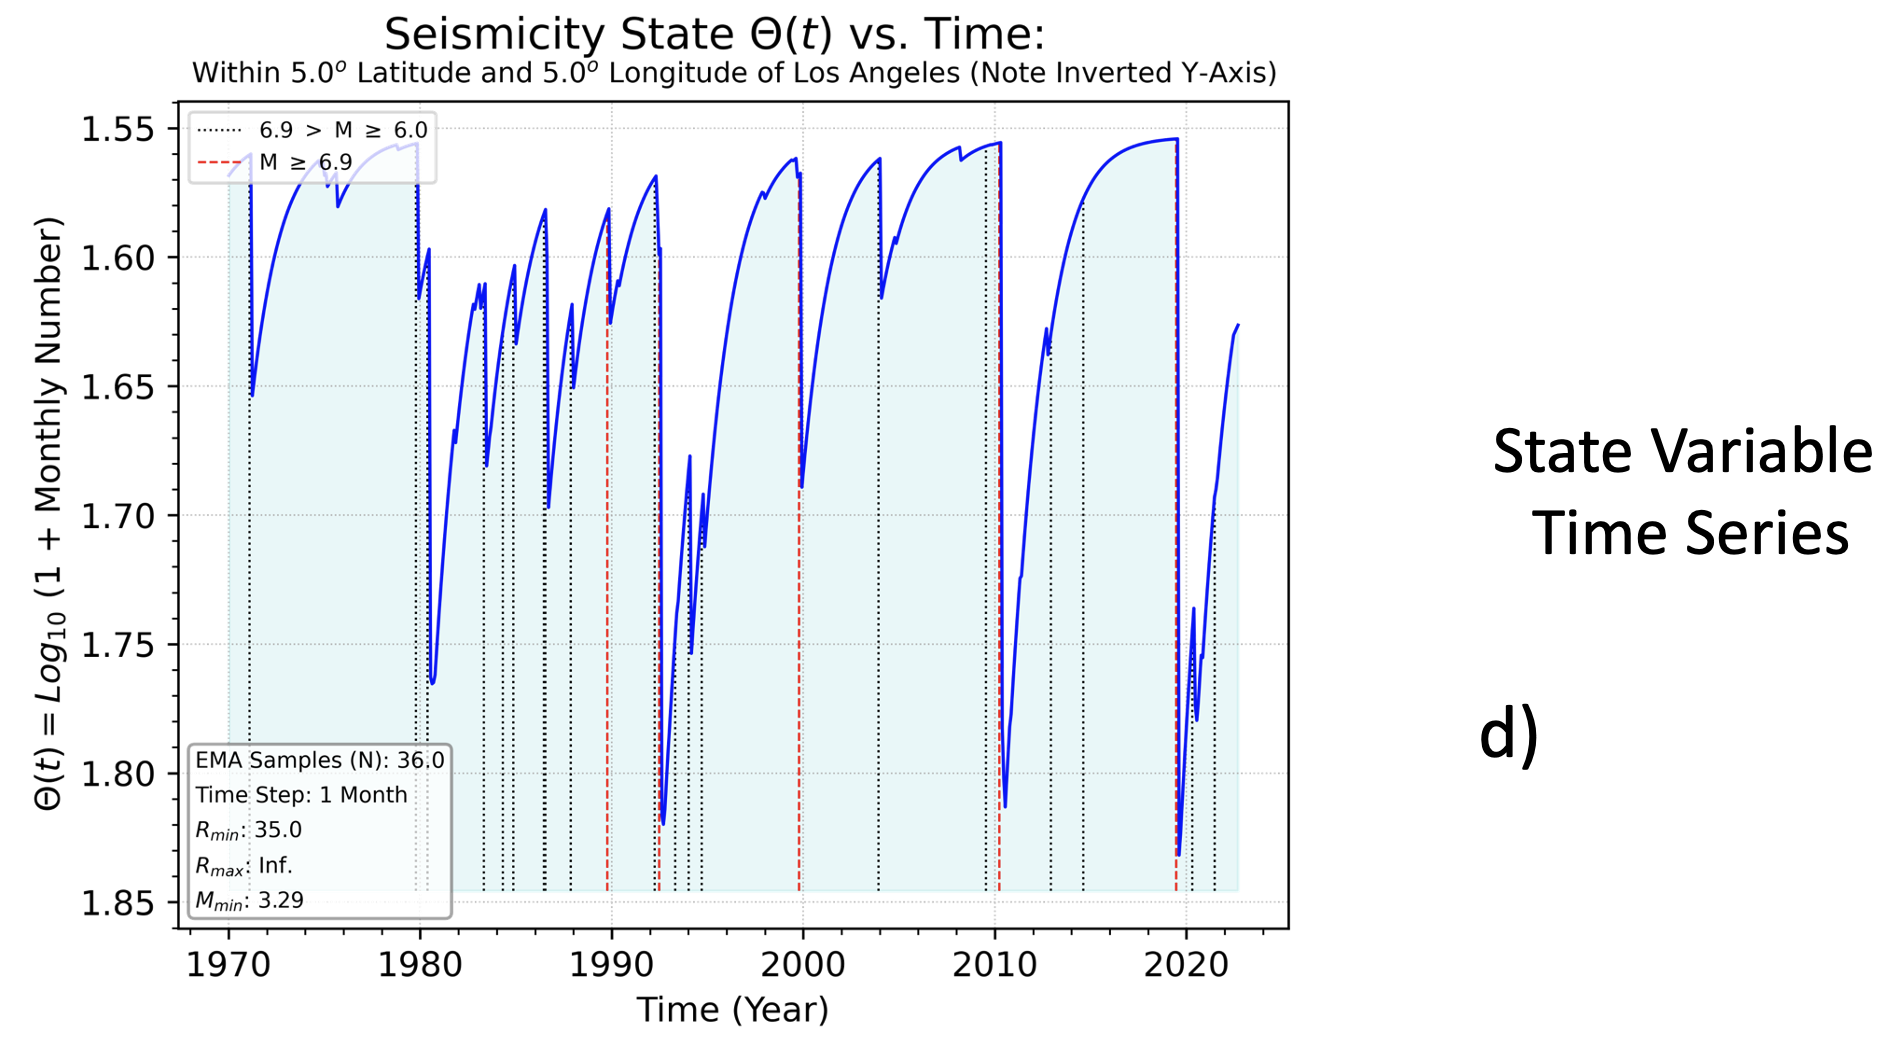 Seismicity State Θ(t) vs. Time:
Within 5.0° Latitude and 5.0° Longitude of Los Angeles (Note Inverted Y-Axis)
6.9 > M ≥ 6.0
M ≥ 6.9
1.55
1.60
1.65
1.70
1.75
1.80
1.85
Θ(t) = Log₁₀ (1 + Monthly Number)
EMA Samples (N): 36.0
Time Step: 1 Month
Rmin: 35.0
Rmax: Inf.
Mmin: 3.29
1970 1980 1990 2000 2010 2020
Time (Year)
State Variable
Time Series
d)